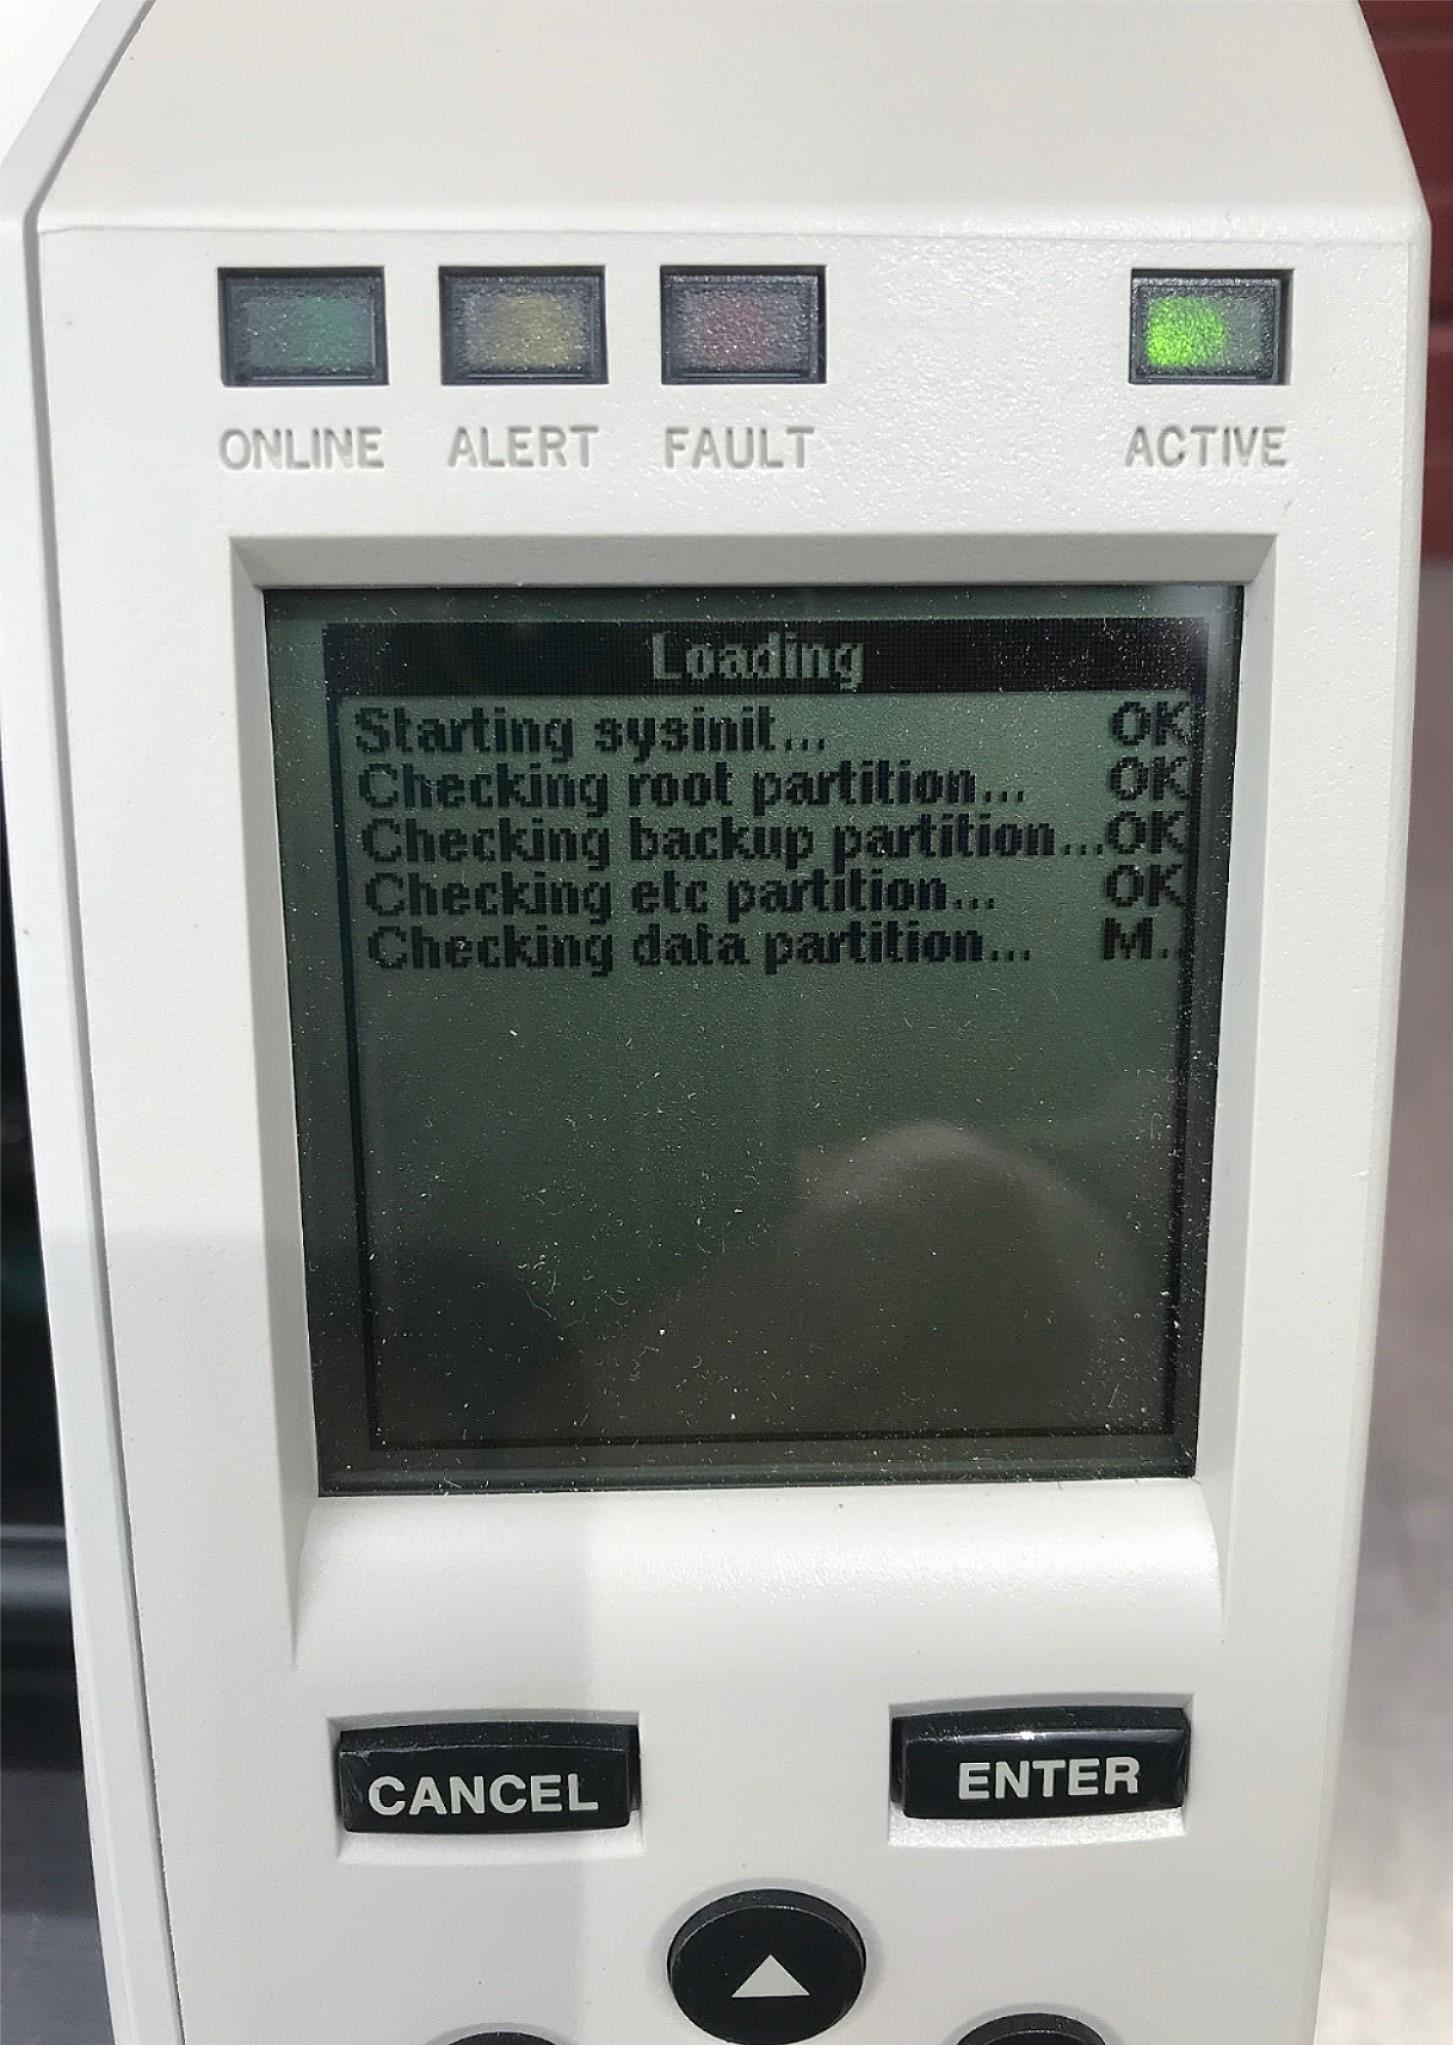 ONLINE ALERT FAULT ACTIVE
Loading
Starting sysinit... OK
Checking root partition... OK
Checking backup partition...OK
Checking etc partition... OK
Checking data partition... M..
CANCEL ENTER